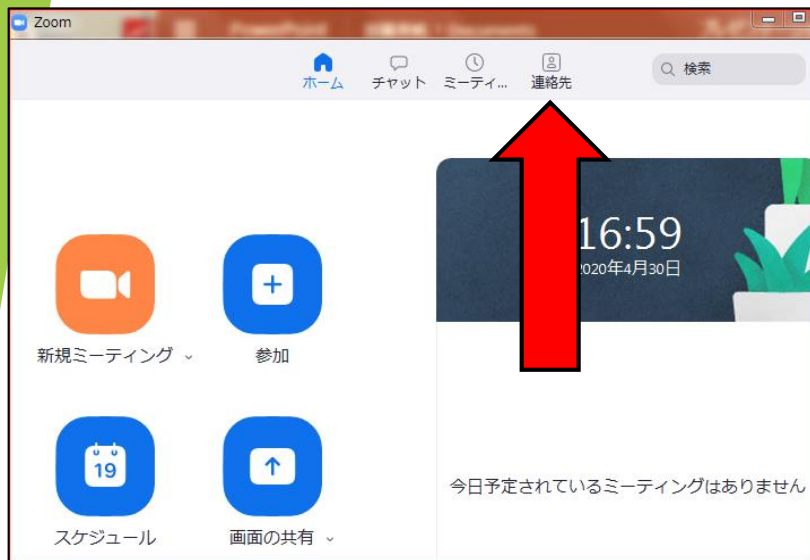 Zoom
ホーム
チャット
ミーティ...
連絡先
検索
16:59
2020年4月30日
新規ミーティング
参加
19
スケジュール
画面の共有
今日予定されているミーティングはありません